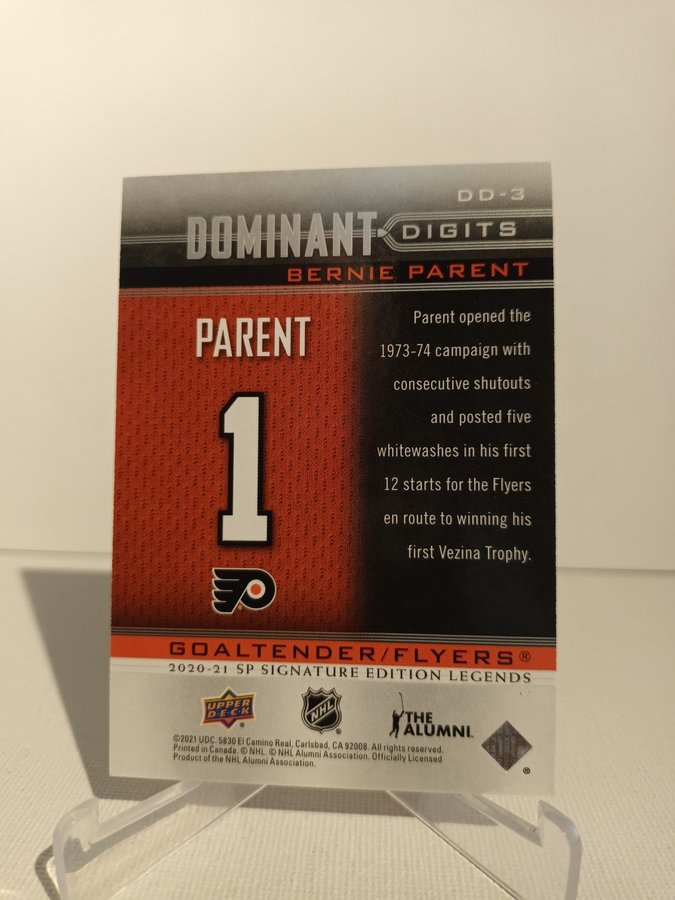 DD-3
DOMINANT DIGITS
BERNIE PARENT
PARENT
1
Parent opened the
1973-74 campaign with
consecutive shutouts
and posted five
whitewashes in his first
12 starts for the Flyers
en route to winning his
first Vezina Trophy.
GOALTENDER/FLYERS®
2020-21 SP SIGNATURE EDITION LEGENDS
UPPER
DECK
®
NHL
THE
ALUMNI
®
©2021 UDC. 5830 El Camino Real, Carlsbad, CA 92008. All rights reserved.
Printed in Canada. © NHL. © NHL Alumni Association. Officially Licensed
Product of the NHL Alumni Association.